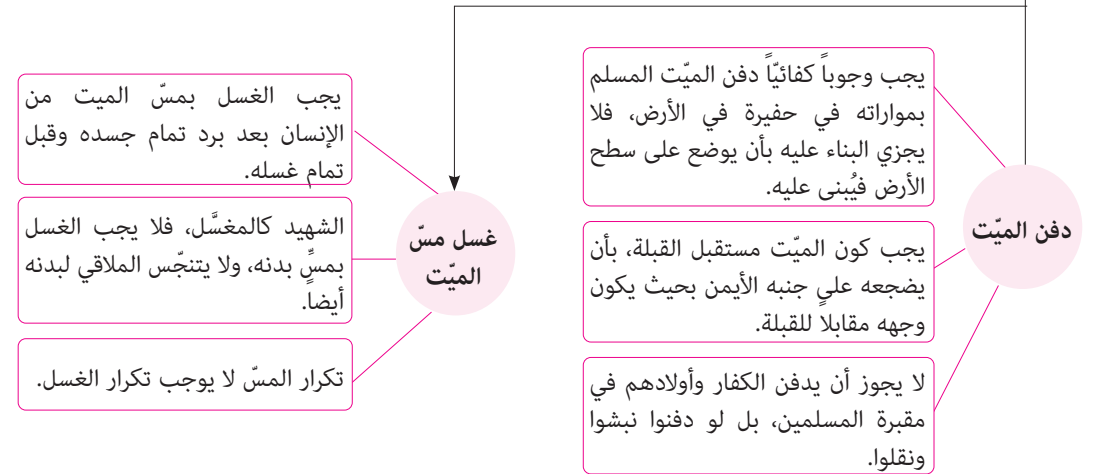 دفن الميّت
يجب وجوباً كفائيّاً دفن الميّت المسلم
بمواراته في حفيرة في الأرض، فلا
يجزي البناء عليه بأن يوضع على سطح
الأرض فيُبنى عليه.
يجب كون الميّت مستقبل القبلة، بأن
يضجعه على جنبه الأيمن بحيث يكون
وجهه مقابلاً للقبلة.
لا يجوز أن يدفن الكفار وأولادهم في
مقبرة المسلمين، بل لو دفنوا نبشوا
ونقلوا.
غسل مسّ
الميّت
يجب الغسل بمسّ الميت من
الإنسان بعد برد تمام جسده وقبل
تمام غسله.
الشهيد كالمغسَّل، فلا يجب الغسل
بمسِّ بدنه، ولا يتنجّس الملاقي لبدنه
أيضاً.
تكرار المسّ لا يوجب تكرار الغسل.